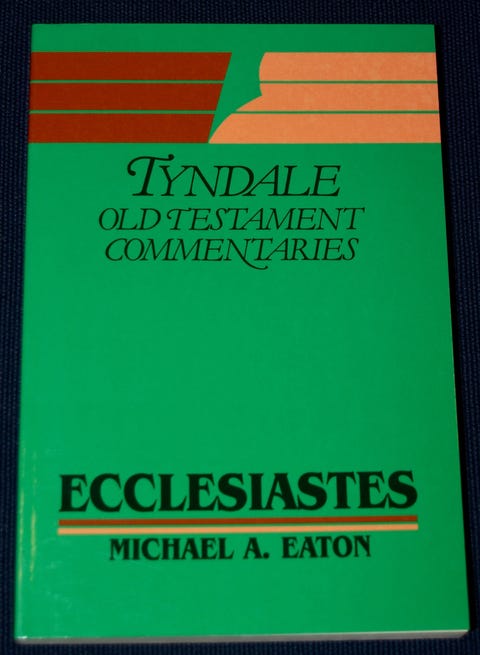 TYNDALE
OLD TESTAMENT
COMMENTARIES
ECCLESIASTES
MICHAEL A. EATON